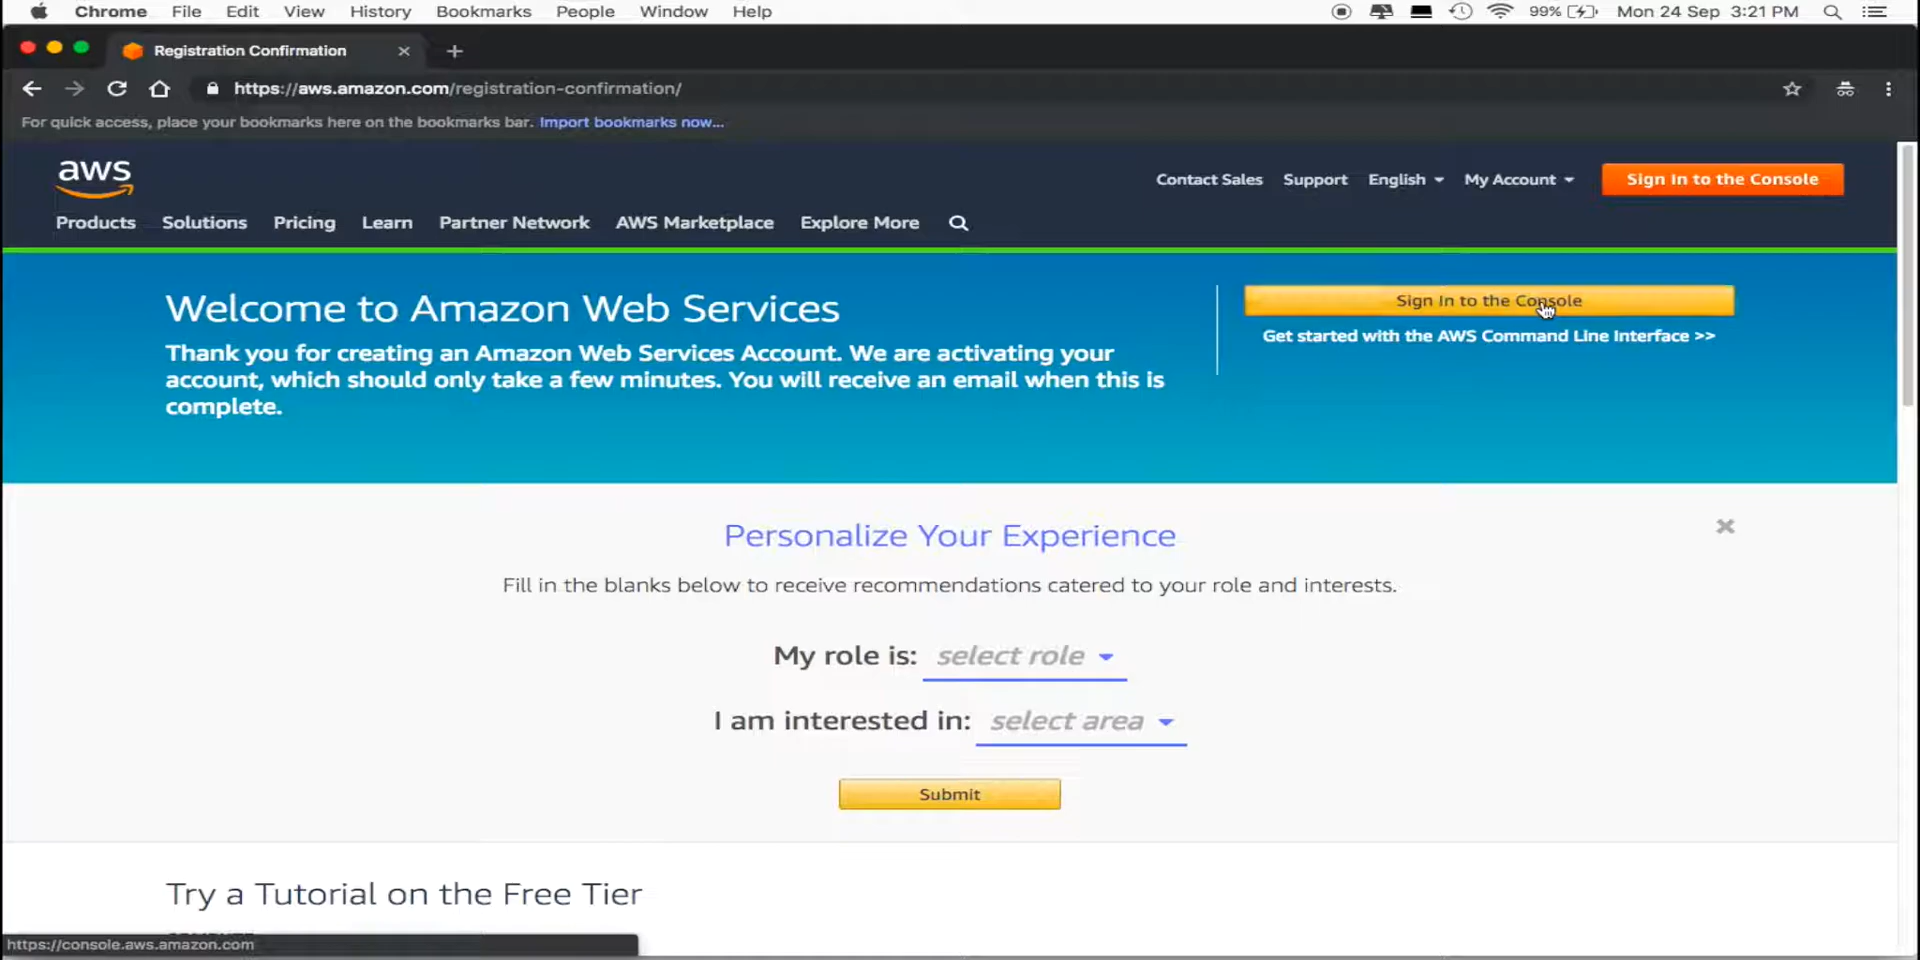 Chrome File Edit View History Bookmarks People Window Help 99% Mon 24 Sep 3:21 PM
Registration Confirmation
https://aws.amazon.com/registration-confirmation/
For quick access, place your bookmarks here on the bookmarks bar. Import bookmarks now...
aws
Contact Sales Support English My Account Sign In to the Console
Products Solutions Pricing Learn Partner Network AWS Marketplace Explore More
Welcome to Amazon Web Services
Thank you for creating an Amazon Web Services Account. We are activating your
account, which should only take a few minutes. You will receive an email when this is
complete.
Sign In to the Console
Get started with the AWS Command Line Interface >>
Personalize Your Experience
Fill in the blanks below to receive recommendations catered to your role and interests.
My role is: select role
I am interested in: select area
Submit
Try a Tutorial on the Free Tier
https://console.aws.amazon.com